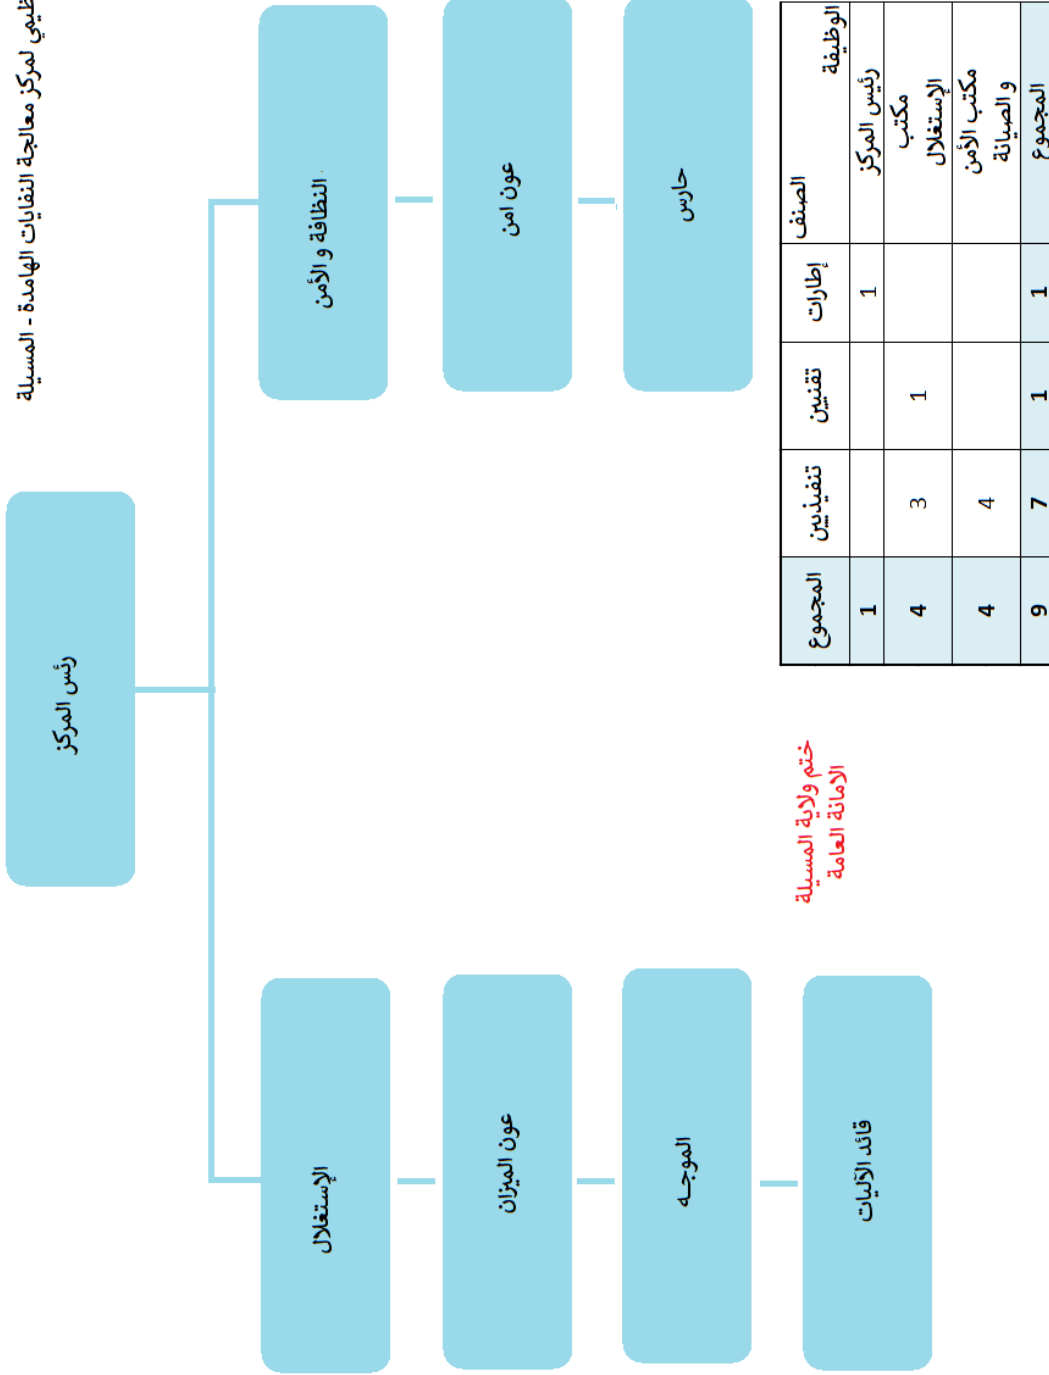 لمركز معالجة النفايات الهامدة - المسيلة
رئس المركز
النظافة و الأمن
عون امن
حارس
الإستغلال
عون الميزان
الموجـه
قائد الآليات
ختم ولاية المسيلة
الامانة العامة
الوظيفة
الصنف
إطارات
تقنيين
تنفيذيين
المجموع
رئيس المركز
1
1
مكتب
الإستغلال
1
3
4
مكتب الأمن
و الصيانة
4
4
المجموع
1
1
7
9